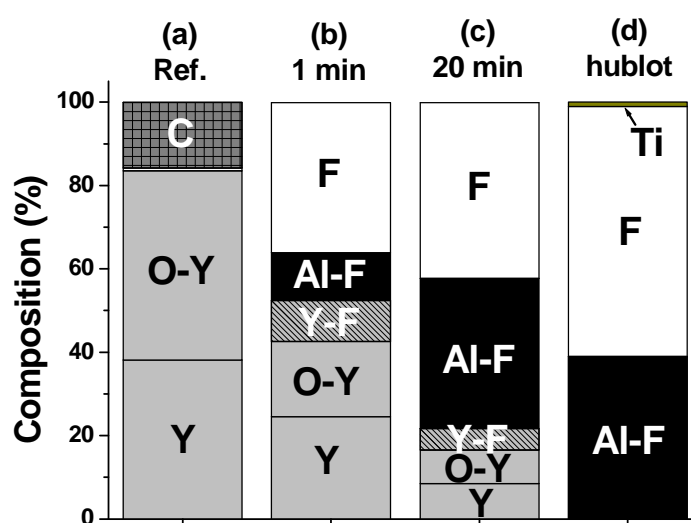 (a) (b) (c) (d)
Ref. 1 min 20 min hublot
Composition (%)
100
80
60
40
20
0
C
O-Y
Y
F
Al-F
Y-F
O-Y
Y
F
Al-F
Y-F
O-Y
Y
Ti
F
Al-F